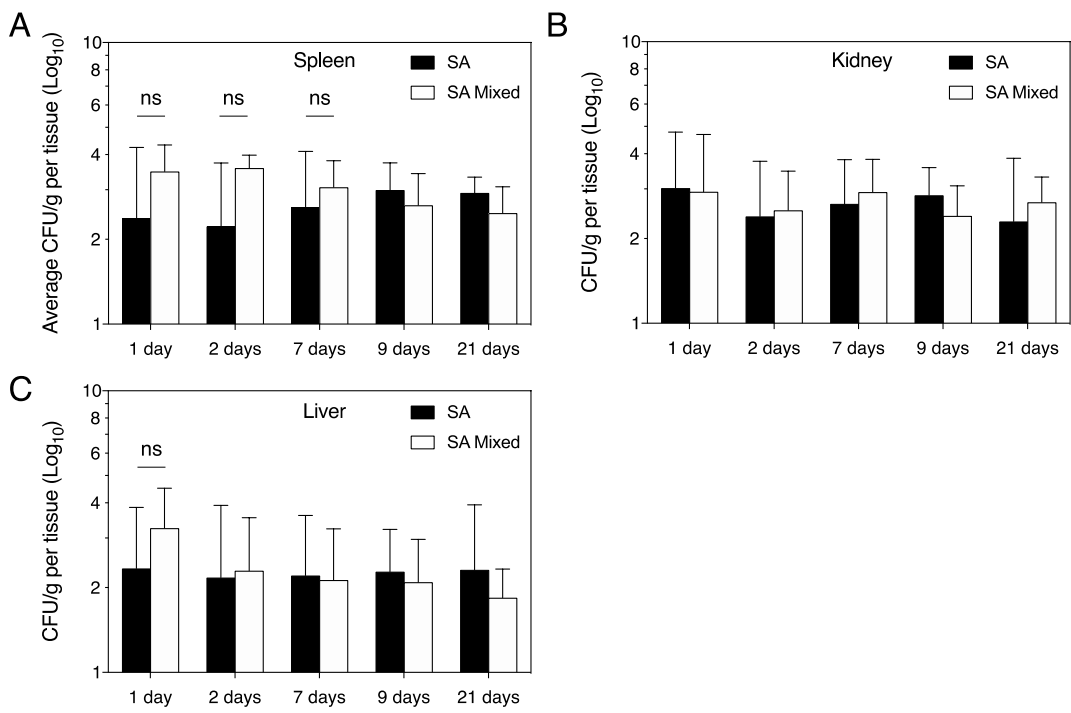 A
Average CFU/g per tissue (Log10)
10
8
6
4
2
1
Spleen
SA
SA Mixed
ns
ns
ns
1 day
2 days
7 days
9 days
21 days
B
CFU/g per tissue (Log10)
10
8
6
4
2
1
Kidney
SA
SA Mixed
1 day
2 days
7 days
9 days
21 days
C
CFU/g per tissue (Log10)
10
8
6
4
2
1
Liver
SA
SA Mixed
ns
1 day
2 days
7 days
9 days
21 days